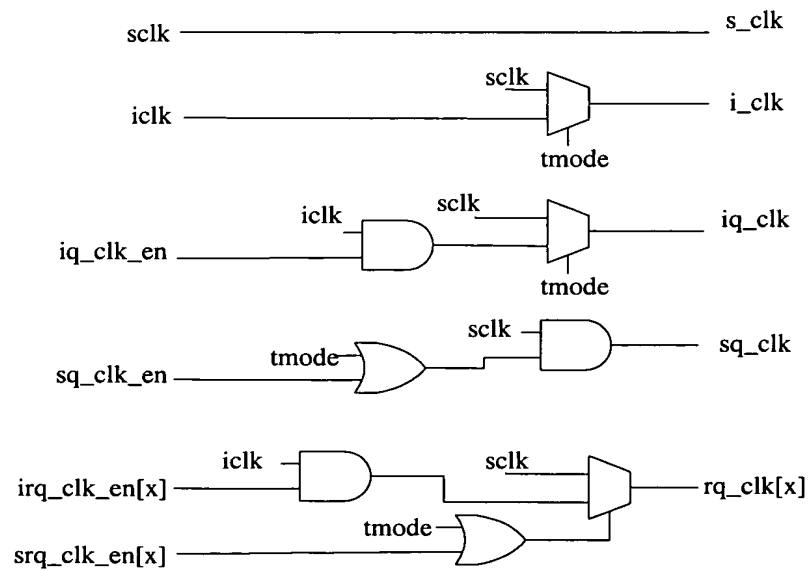 sclk s_clk
sclk
iclk i_clk
tmode
iclk sclk iq_clk
iq_clk_en
tmode
tmode sclk sq_clk
sq_clk_en
iclk sclk
irq_clk_en[x] rq_clk[x]
tmode
srq_clk_en[x]